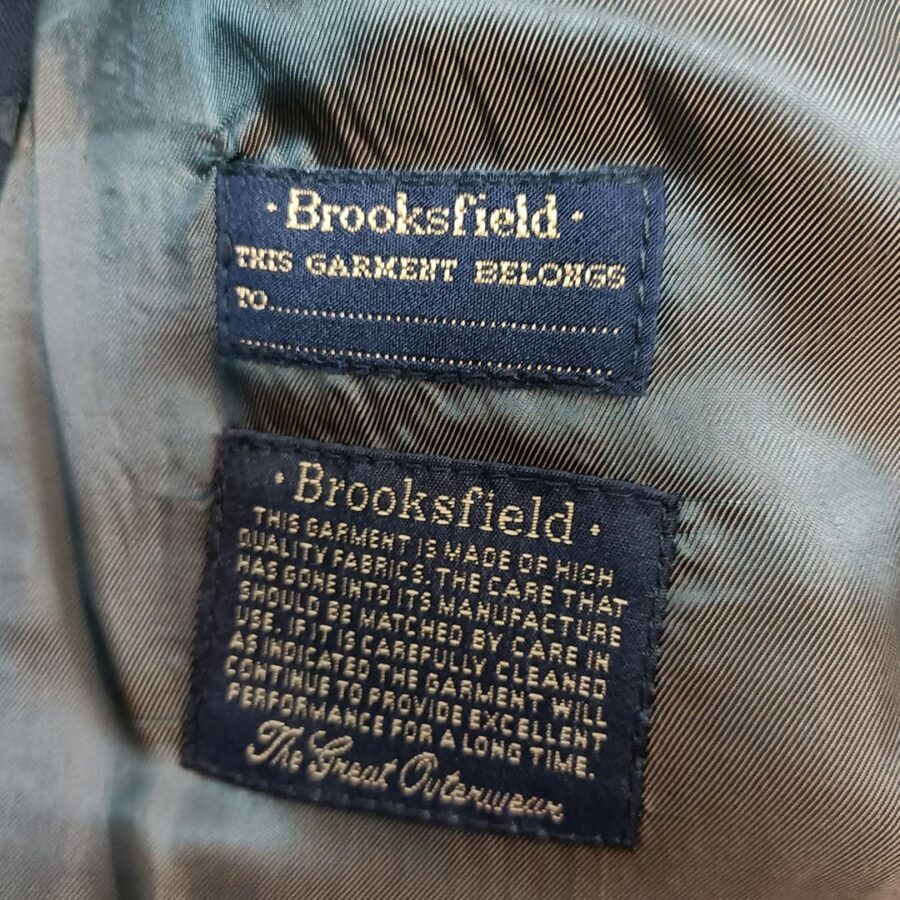 · Brooksfield ·
THIS GARMENT BELONGS
TO..........................................
.............................................
· Brooksfield ·
THIS GARMENT IS MADE OF HIGH
QUALITY FABRICS. THE CARE THAT
HAS GONE INTO ITS MANUFACTURE
SHOULD BE MATCHED BY CARE IN
USE. IF IT IS CAREFULLY CLEANED
AS INDICATED THE GARMENT WILL
CONTINUE TO PROVIDE EXCELLENT
PERFORMANCE FOR A LONG TIME.
The Great Outerwear